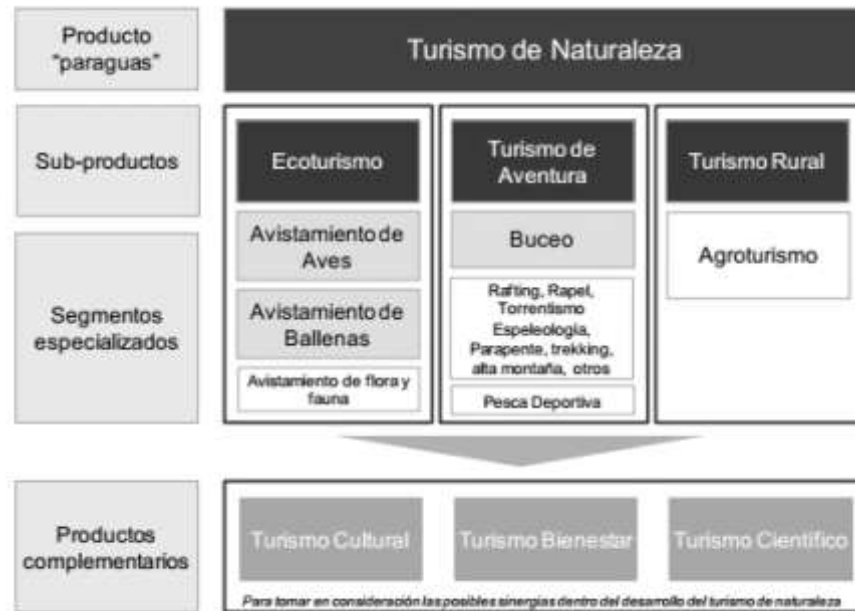 Producto
“paraguas”
Turismo de Naturaleza
Sub-productos
Ecoturismo
Turismo de
Aventura
Turismo Rural
Segmentos
especializados
Avistamiento de
Aves
Avistamiento de
Ballenas
Avistamiento de flora y
fauna
Buceo
Rafting, Rapel,
Torrentismo
Espeleología,
Parapente, trekking,
alta montaña, otros
Pesca Deportiva
Agroturismo
Productos
complementarios
Turismo Cultural
Turismo Bienestar
Turismo Científico
Para tomar en consideración las posibles sinergias dentro del desarrollo del turismo de naturaleza